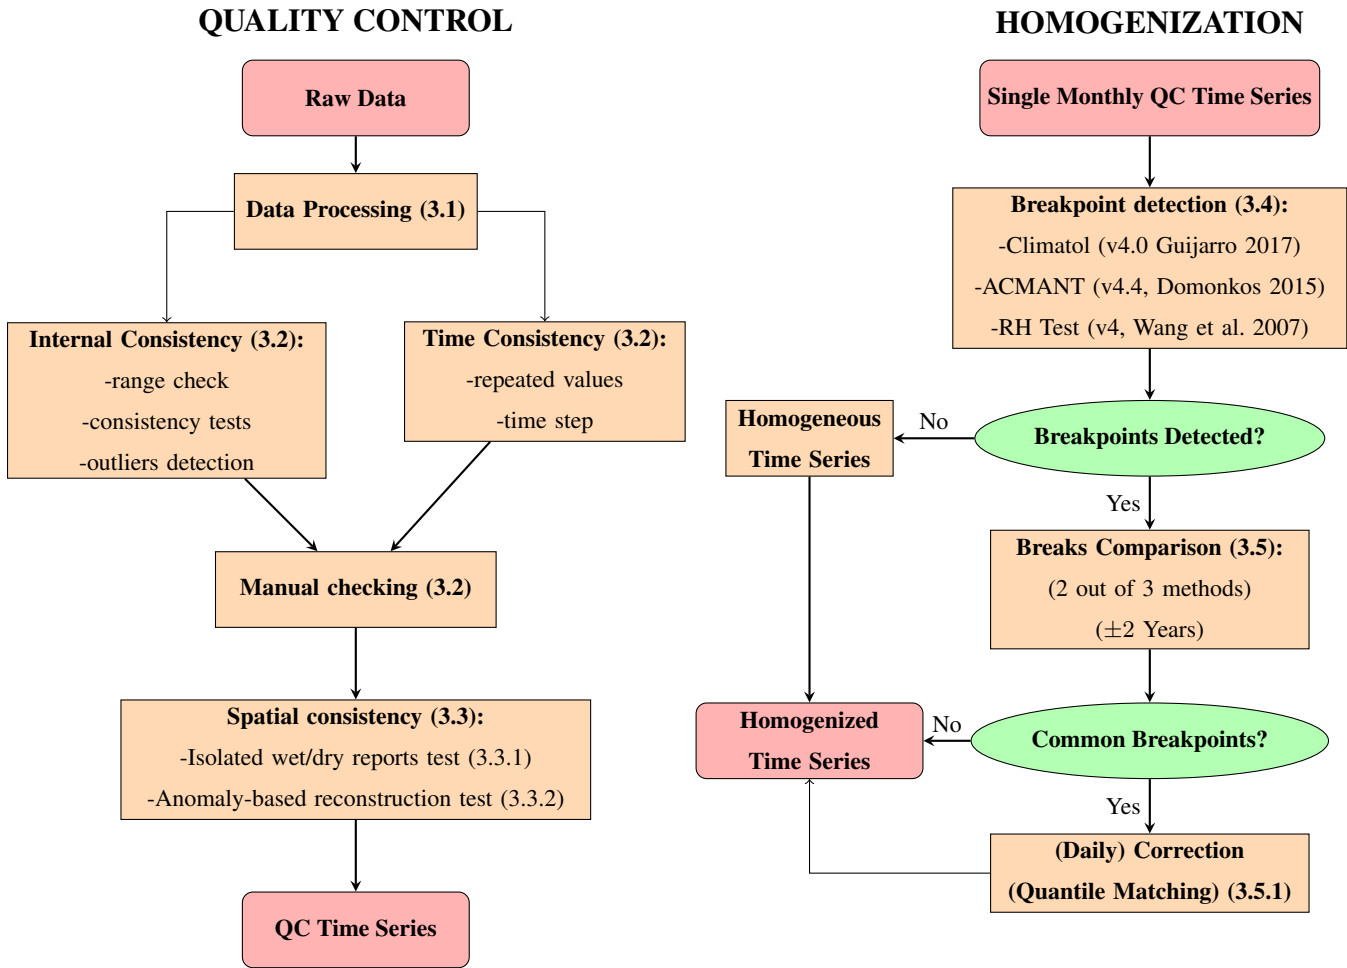 QUALITY CONTROL
Raw Data
Data Processing (3.1)
Internal Consistency (3.2):
-range check
-consistency tests
-outliers detection
Time Consistency (3.2):
-repeated values
-time step
Manual checking (3.2)
Spatial consistency (3.3):
-Isolated wet/dry reports test (3.3.1)
-Anomaly-based reconstruction test (3.3.2)
QC Time Series
HOMOGENIZATION
Single Monthly QC Time Series
Breakpoint detection (3.4):
-Climatol (v4.0 Guijarro 2017)
-ACMANT (v4.4, Domonkos 2015)
-RH Test (v4, Wang et al. 2007)
Breakpoints Detected?
No
Homogeneous
Time Series
Yes
Breaks Comparison (3.5):
(2 out of 3 methods)
(±2 Years)
Common Breakpoints?
No
Homogenized
Time Series
Yes
(Daily) Correction
(Quantile Matching) (3.5.1)